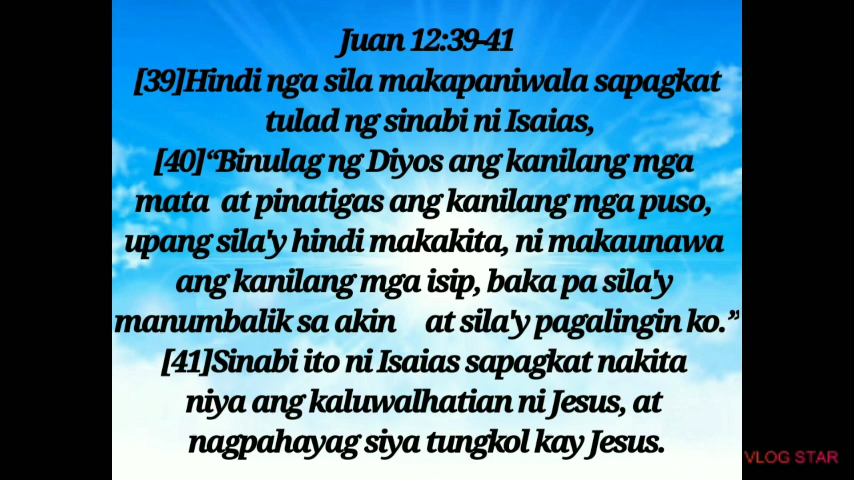 Juan 12:39-41
[39]Hindi nga sila makapaniwala sapagkat
tulad ng sinabi ni Isaias,
[40]“Binulag ng Diyos ang kanilang mga
mata at pinatigas ang kanilang mga puso,
upang sila'y hindi makakita, ni makaunawa
ang kanilang mga isip, baka pa sila'y
manumbalik sa akin at sila'y pagalingin ko.”
[41]Sinabi ito ni Isaias sapagkat nakita
niya ang kaluwalhatian ni Jesus, at
nagpahayag siya tungkol kay Jesus.
VLOG STAR